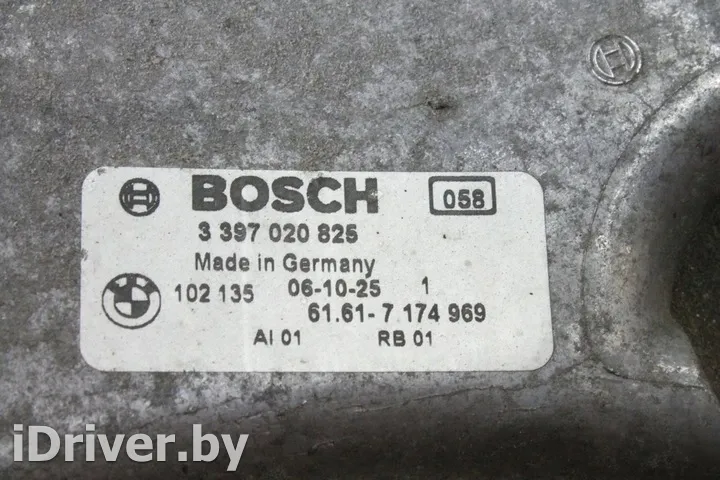 BOSCH 058
3 397 020 825
Made in Germany
102 135 06-10-25 1
61.61- 7 174 969
AI 01 RB 01
iDriver.by